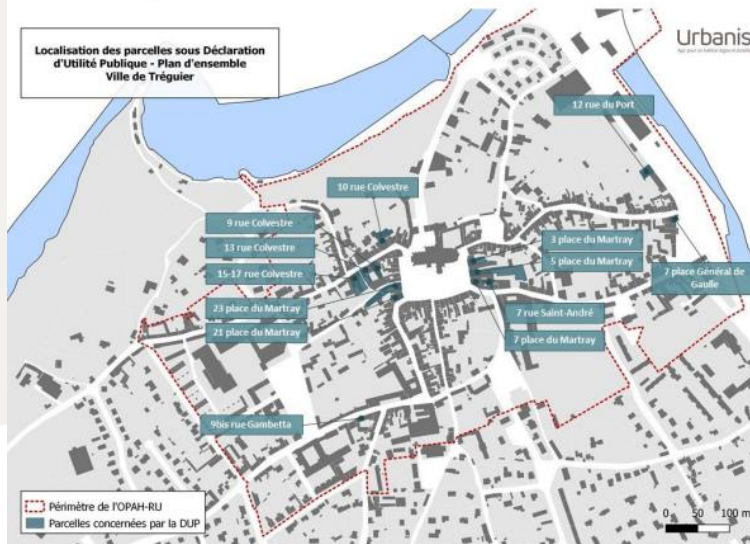 Localisation des parcelles sous Déclaration
d'Utilité Publique - Plan d'ensemble
Ville de Tréguier
Urbanis
12 rue du Port
10 rue Colvestre
9 rue Colvestre
13 rue Colvestre
15-17 rue Colvestre
23 place du Martray
21 place du Martray
3 place du Martray
5 place du Martray
7 place Général de
Gaulle
7 rue Saint-André
7 place du Martray
9bis rue Gambetta
Périmètre de l'OPAH-RU
Parcelles concernées par la DUP
0 50 100 m